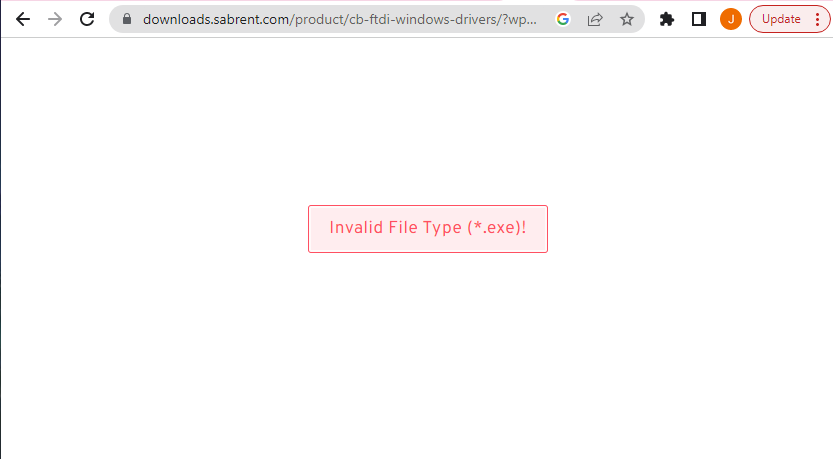 downloads.sabrent.com/product/cb-ftdi-windows-drivers/?wp...
J
Update
Invalid File Type (*.exe)!